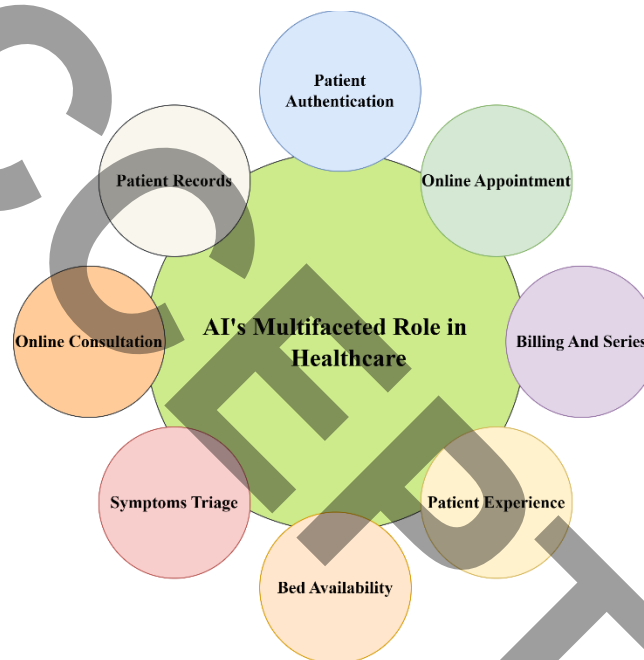 Patient
Authentication
Patient Records
Online Appointment
Online Consultation
AI's Multifaceted Role in
Healthcare
Billing And Series
Symptoms Triage
Patient Experience
Bed Availability
CCEPT